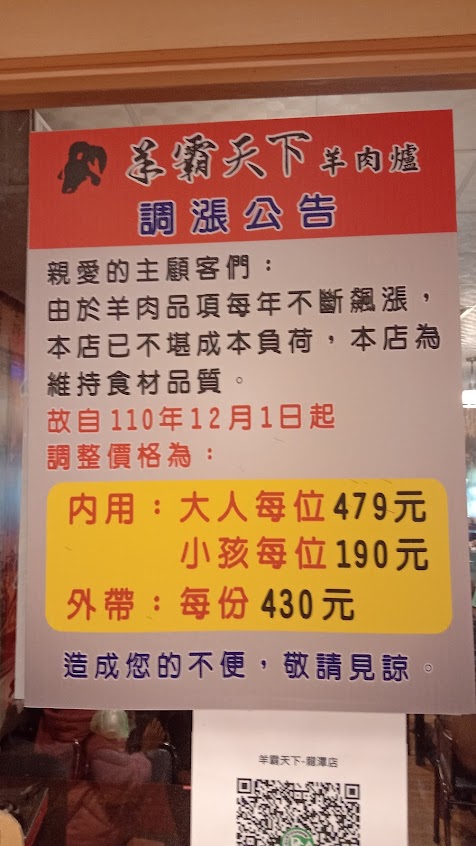 羊霸天下羊肉爐
調漲公告
親愛的主顧客們：
由於羊肉品項每年不斷飆漲，
本店已不堪成本負荷，本店為
維持食材品質。
故自110年12月1日起
調整價格為：
内用：大人每位479元
小孩每位190元
外帶：每份430元
造成您的不便，敬請見諒。
羊霸天下-龍潭店